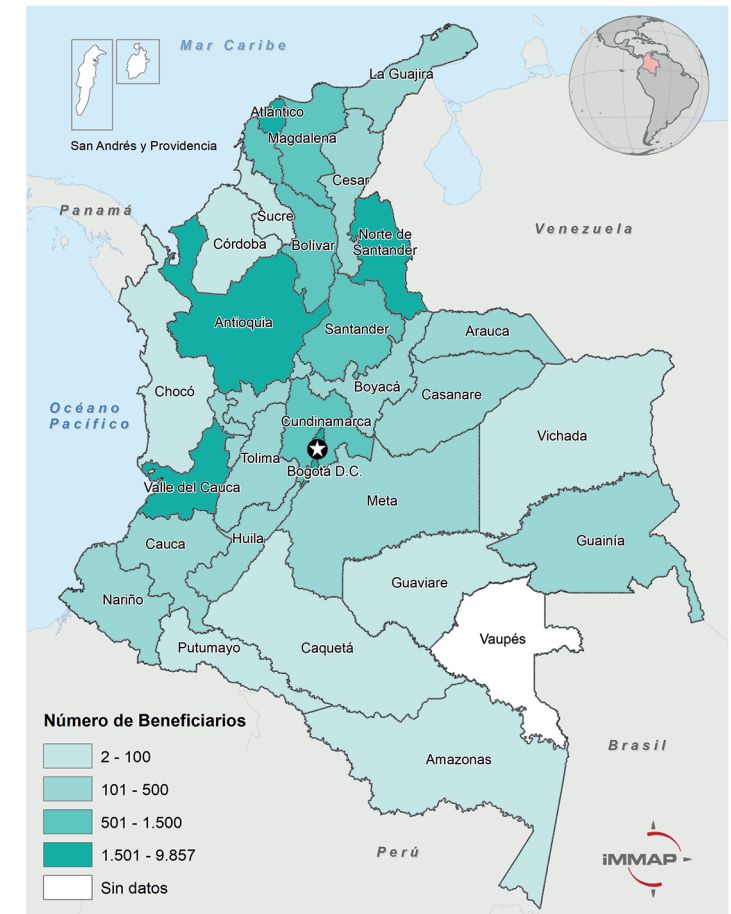 Mar Caribe
La Guajira
Atlántico
Magdalena
San Andrés y Providencia
Cesar
Panamá
Sucre
Venezuela
Norte de
Santander
Córdoba
Bolívar
Antioquia
Santander
Arauca
Boyacá
Chocó
Casanare
Océano
Pacífico
Cundinamarca
Vichada
Tolima
Bogotá D.C.
Valle del Cauca
Meta
Huila
Cauca
Guainía
Guaviare
Nariño
Vaupés
Putumayo
Caquetá
Número de Beneficiarios
Brasil
2 - 100
Amazonas
101 - 500
501 - 1.500
Perú
1.501 - 9.857
iMMAP
Sin datos